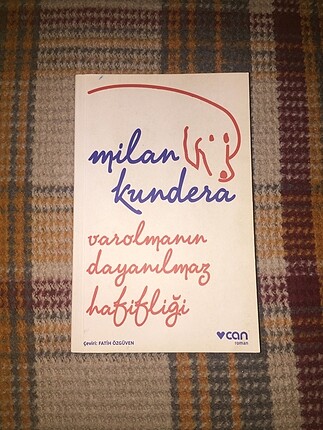 milan
kundera
varolmanın
dayanılmaz
hafifliği
Çeviri: FATİH ÖZGÜVEN
can
roman